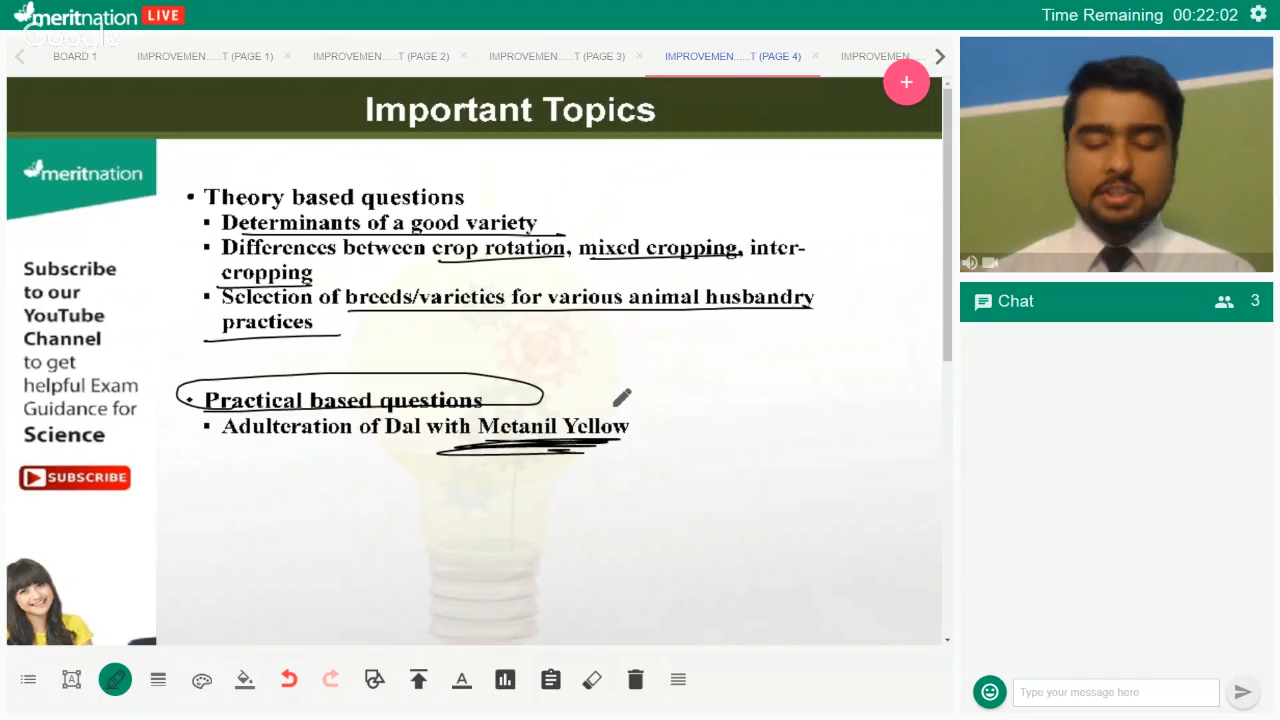 meritnation LIVE
Google
Time Remaining 00:22:02
BOARD 1
IMPROVEMEN......T (PAGE 1)
IMPROVEMEN......T (PAGE 2)
IMPROVEMEN......T (PAGE 3)
IMPROVEMEN......T (PAGE 4)
IMPROVEMEN......
+
Important Topics
meritnation
• Theory based questions
▪ Determinants of a good variety
▪ Differences between crop rotation, mixed cropping, inter-
cropping
▪ Selection of breeds/varieties for various animal husbandry
practices
• Practical based questions
▪ Adulteration of Dal with Metanil Yellow
Subscribe
to our
YouTube
Channel
to get
helpful Exam
Guidance for
Science
SUBSCRIBE
Chat
3
A
A
Type your message here